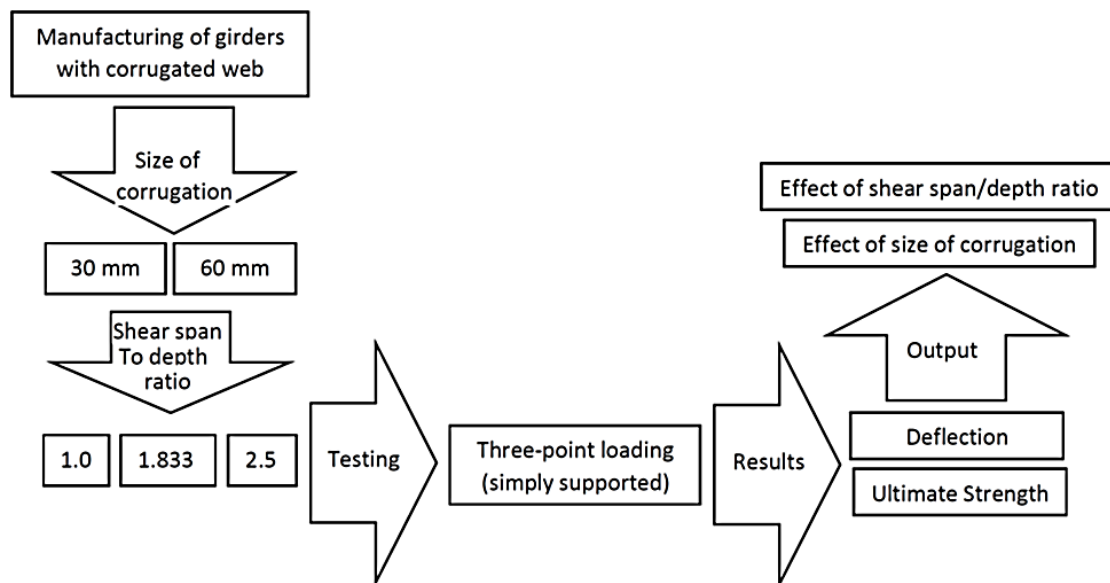 Manufacturing of girders
with corrugated web
Size of
corrugation
30 mm
60 mm
Shear span
To depth
ratio
1.0
1.833
2.5
Testing
Three-point loading
(simply supported)
Results
Deflection
Ultimate Strength
Output
Effect of shear span/depth ratio
Effect of size of corrugation